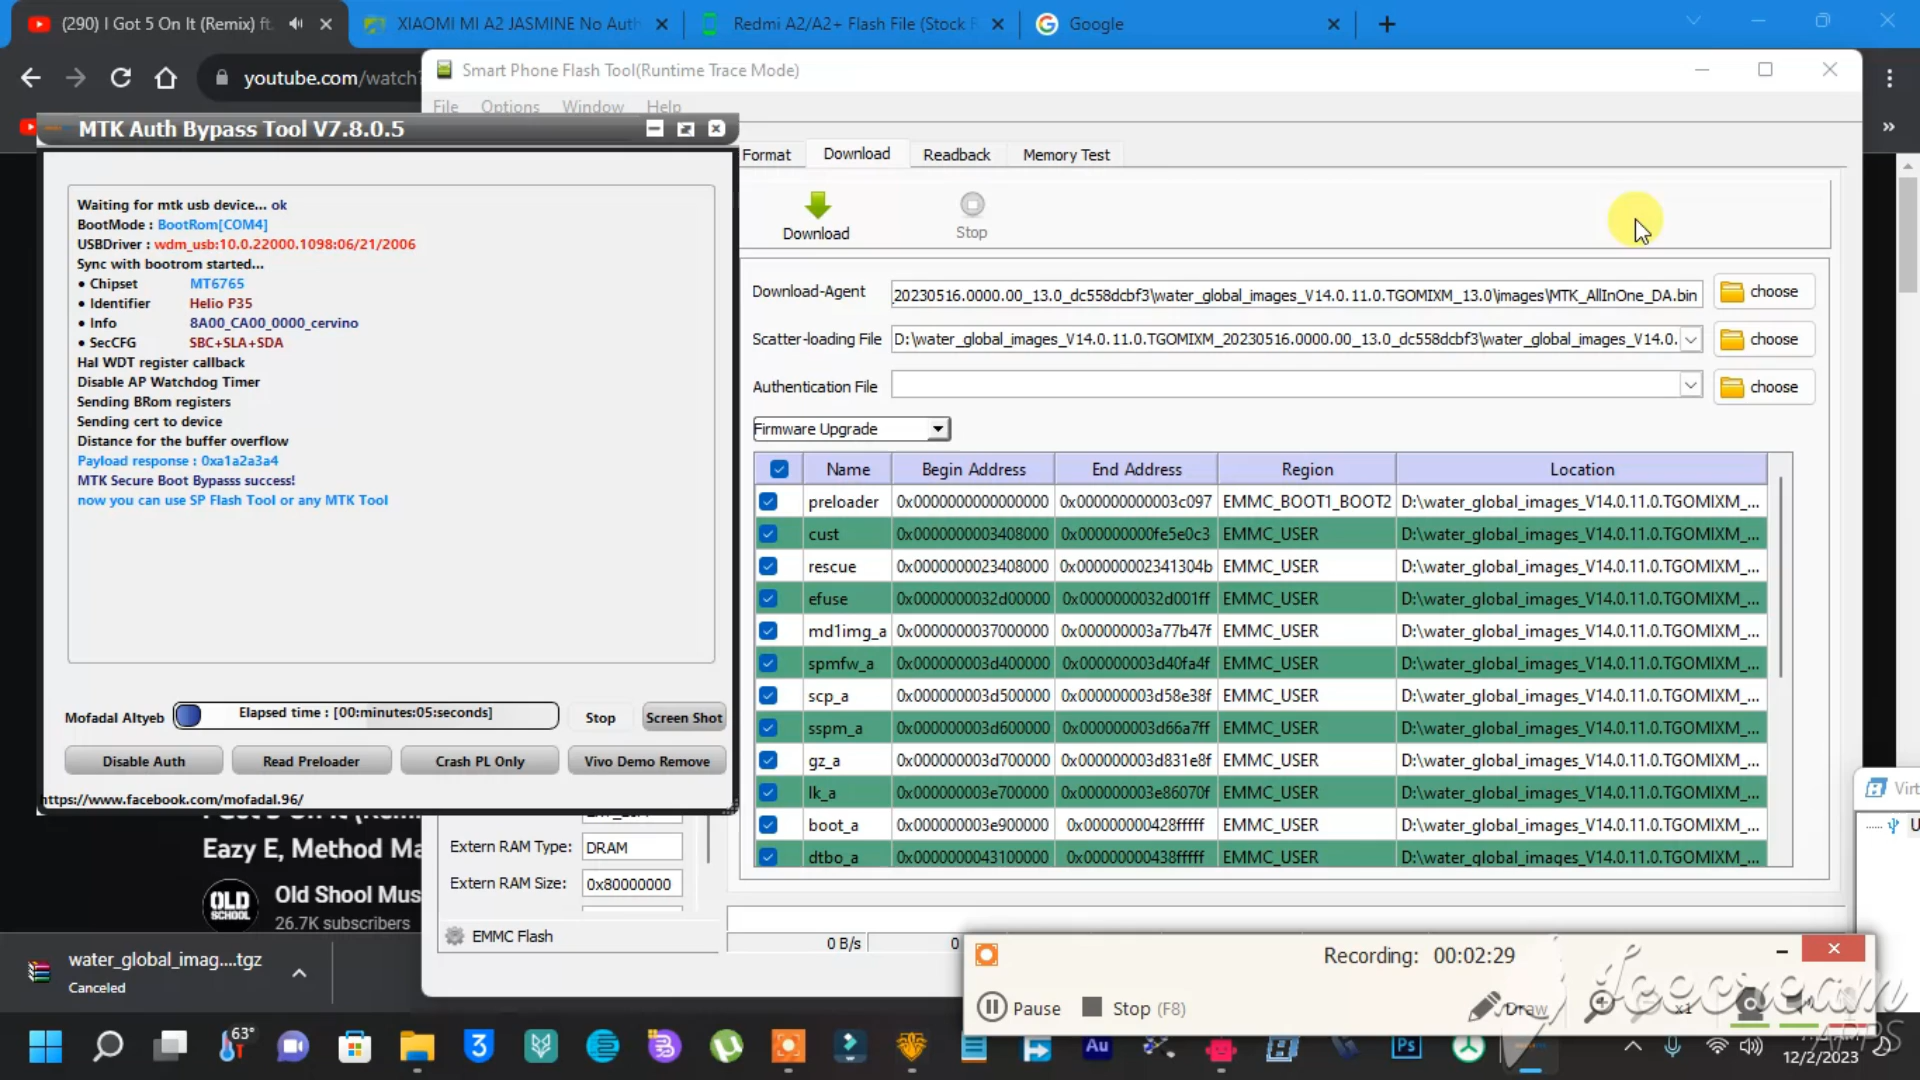 (290) I Got 5 On It (Remix) ft.
XIAOMI MI A2 JASMINE No Auth
Redmi A2/A2+ Flash File (Stock
Google
youtube.com/watch
Smart Phone Flash Tool(Runtime Trace Mode)
File Options Window Help
MTK Auth Bypass Tool V7.8.0.5
Format Download Readback Memory Test
Waiting for mtk usb device... ok
BootMode : BootRom[COM4]
USBDriver : wdm_usb:10.0.22000.1098:06/21/2006
Sync with bootrom started...
• Chipset MT6765
• Identifier Helio P35
• Info 8A00_CA00_0000_cervino
• SecCFG SBC+SLA+SDA
Hal WDT register callback
Disable AP Watchdog Timer
Sending BRom registers
Sending cert to device
Distance for the buffer overflow
Payload response : 0xa1a2a3a4
MTK Secure Boot Bypasss success!
now you can use SP Flash Tool or any MTK Tool
Mofadal Altyeb
Elapsed time : [00:minutes:05:seconds]
Stop Screen Shot
Disable Auth Read Preloader Crash PL Only Vivo Demo Remove
https://www.facebook.com/mofadal.96/
Download Stop
Download-Agent _20230516.0000.00_13.0_dc558dcbf3\water_global_images_V14.0.11.0.TGOMIXM_13.0\images\MTK_AllInOne_DA.bin choose
Scatter-loading File D:\water_global_images_V14.0.11.0.TGOMIXM_20230516.0000.00_13.0_dc558dcbf3\water_global_images_V14.0. choose
Authentication File choose
Firmware Upgrade
Name Begin Address End Address Region Location
preloader 0x0000000000000000 0x000000000003c097 EMMC_BOOT1_BOOT2 D:\water_global_images_V14.0.11.0.TGOMIXM_...
cust 0x0000000003408000 0x000000000fe5e0c3 EMMC_USER D:\water_global_images_V14.0.11.0.TGOMIXM_...
rescue 0x0000000023408000 0x000000002341304b EMMC_USER D:\water_global_images_V14.0.11.0.TGOMIXM_...
efuse 0x0000000032d00000 0x0000000032d001ff EMMC_USER D:\water_global_images_V14.0.11.0.TGOMIXM_...
md1img_a 0x0000000037000000 0x000000003a77b47f EMMC_USER D:\water_global_images_V14.0.11.0.TGOMIXM_...
spmfw_a 0x000000003d400000 0x000000003d40fa4f EMMC_USER D:\water_global_images_V14.0.11.0.TGOMIXM_...
scp_a 0x000000003d500000 0x000000003d58e38f EMMC_USER D:\water_global_images_V14.0.11.0.TGOMIXM_...
sspm_a 0x000000003d600000 0x000000003d66a7ff EMMC_USER D:\water_global_images_V14.0.11.0.TGOMIXM_...
gz_a 0x000000003d700000 0x000000003d831e8f EMMC_USER D:\water_global_images_V14.0.11.0.TGOMIXM_...
lk_a 0x000000003e700000 0x000000003e86070f EMMC_USER D:\water_global_images_V14.0.11.0.TGOMIXM_...
boot_a 0x000000003e900000 0x00000000428fffff EMMC_USER D:\water_global_images_V14.0.11.0.TGOMIXM_...
dtbo_a 0x0000000043100000 0x00000000438fffff EMMC_USER D:\water_global_images_V14.0.11.0.TGOMIXM_...
Virt
U
I Got 5 On It (Remi
Eazy E, Method Ma
OLD SCHOOL
Old Shool Mus
26.7K subscribers
Extern RAM Type: DRAM
Extern RAM Size: 0x80000000
EMMC Flash
0 B/s 0
water_global_imag....tgz
Canceled
Recording: 00:02:29
Pause Stop (F8) Draw x1
Icecream
APPS
63°
3
Au
Ps
12/2/2023